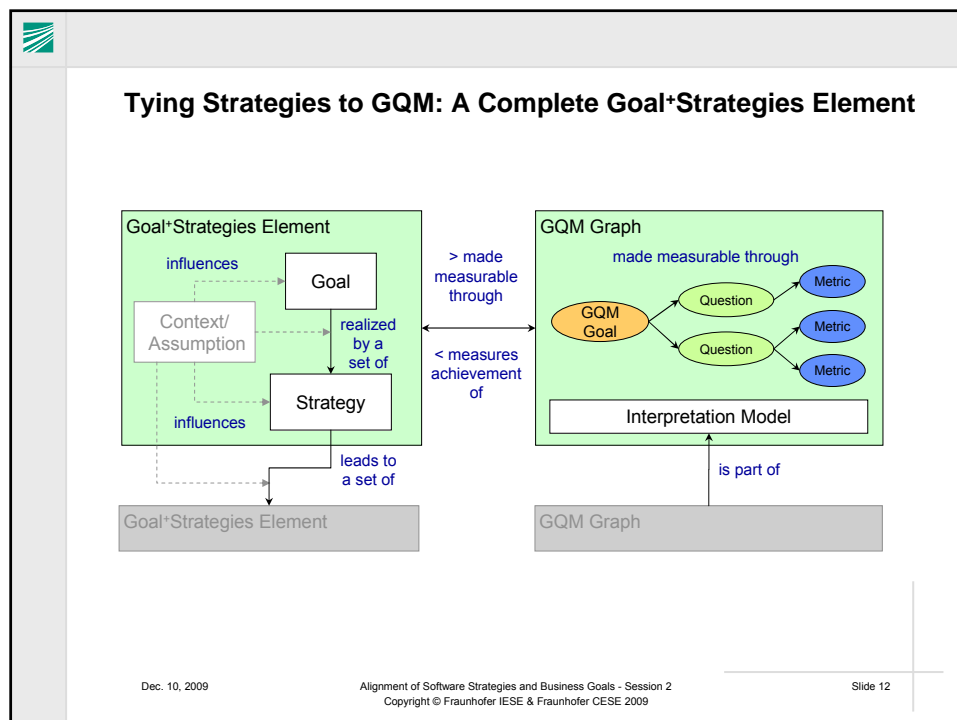 Tying Strategies to GQM: A Complete Goal+Strategies Element
Goal+Strategies Element
influences
Goal
Context/
Assumption
realized
by a
set of
Strategy
influences
leads to
a set of
Goal+Strategies Element
> made
measurable
through
< measures
achievement
of
GQM Graph
made measurable through
GQM
Goal
Question
Question
Metric
Metric
Metric
Interpretation Model
is part of
GQM Graph
Dec. 10, 2009
Alignment of Software Strategies and Business Goals - Session 2
Copyright © Fraunhofer IESE & Fraunhofer CESE 2009
Slide 12